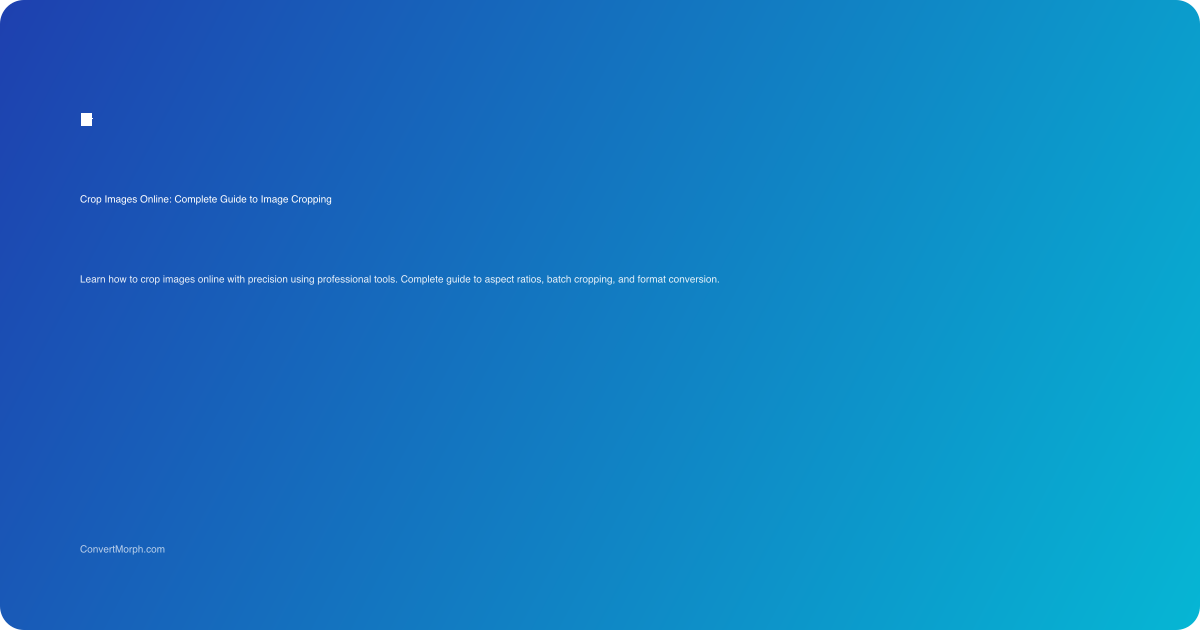 Crop Images Online: Complete Guide to Image Cropping
Learn how to crop images online with precision using professional tools. Complete guide to aspect ratios, batch cropping, and format conversion.
ConvertMorph.com